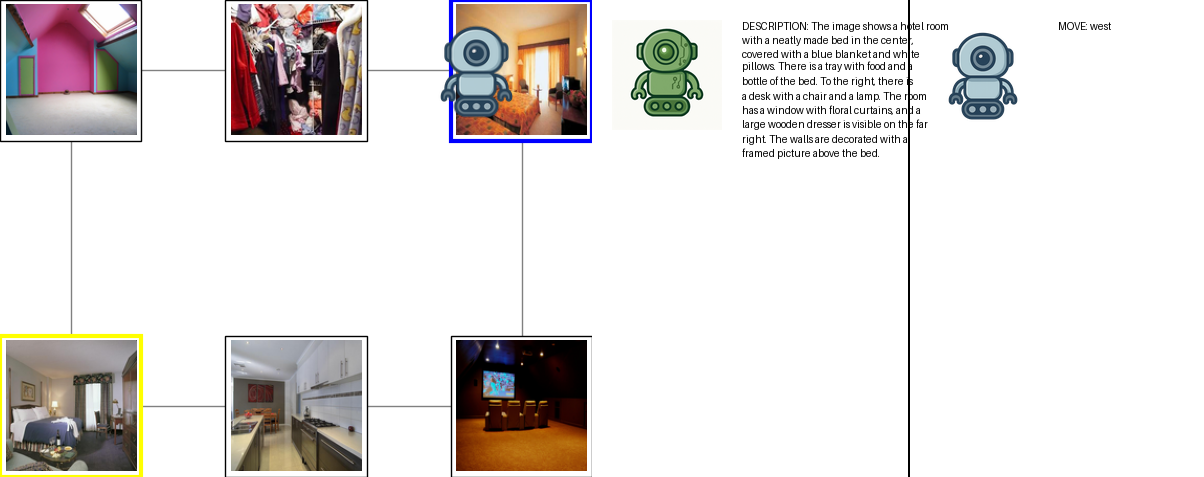 DESCRIPTION: The image shows a hotel room
with a neatly made bed in the center,
covered with a blue blanket and white
pillows. There is a tray with food and a
bottle of the bed. To the right, there is
a desk with a chair and a lamp. The room
has a window with floral curtains, and a
large wooden dresser is visible on the far
right. The walls are decorated with a
framed picture above the bed.
MOVE: west